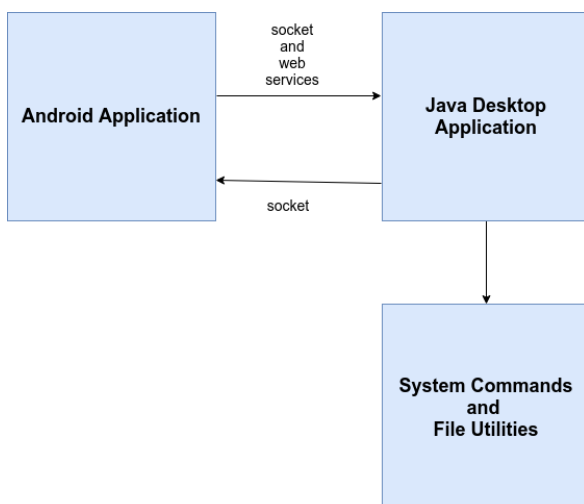 socket
and
web
services
Android Application
Java Desktop
Application
socket
System Commands
and
File Utilities